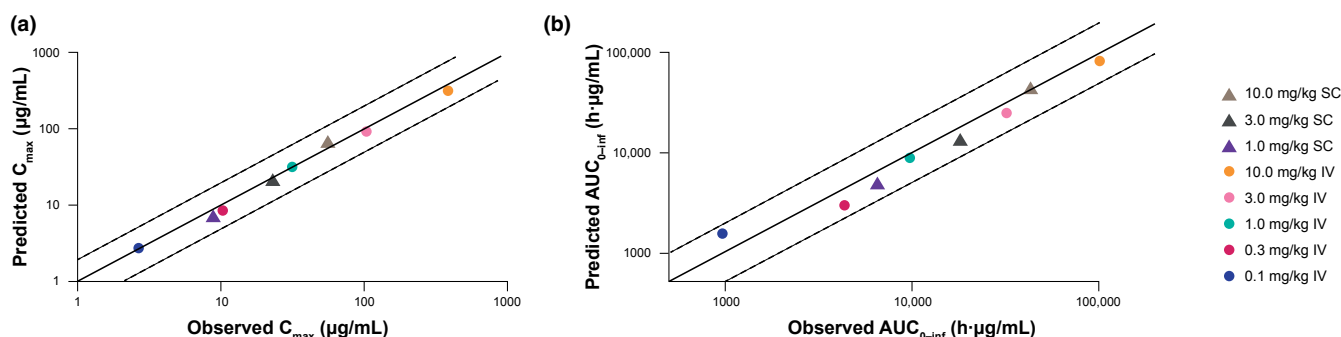 (a)
1000
100
10
1
Predicted Cmax (µg/mL)
1
10
100
1000
Observed Cmax (µg/mL)
(b)
100,000
10,000
1000
Predicted AUC0–inf (h·µg/mL)
1000
10,000
100,000
Observed AUC0–inf (h·µg/mL)
10.0 mg/kg SC
3.0 mg/kg SC
1.0 mg/kg SC
10.0 mg/kg IV
3.0 mg/kg IV
1.0 mg/kg IV
0.3 mg/kg IV
0.1 mg/kg IV